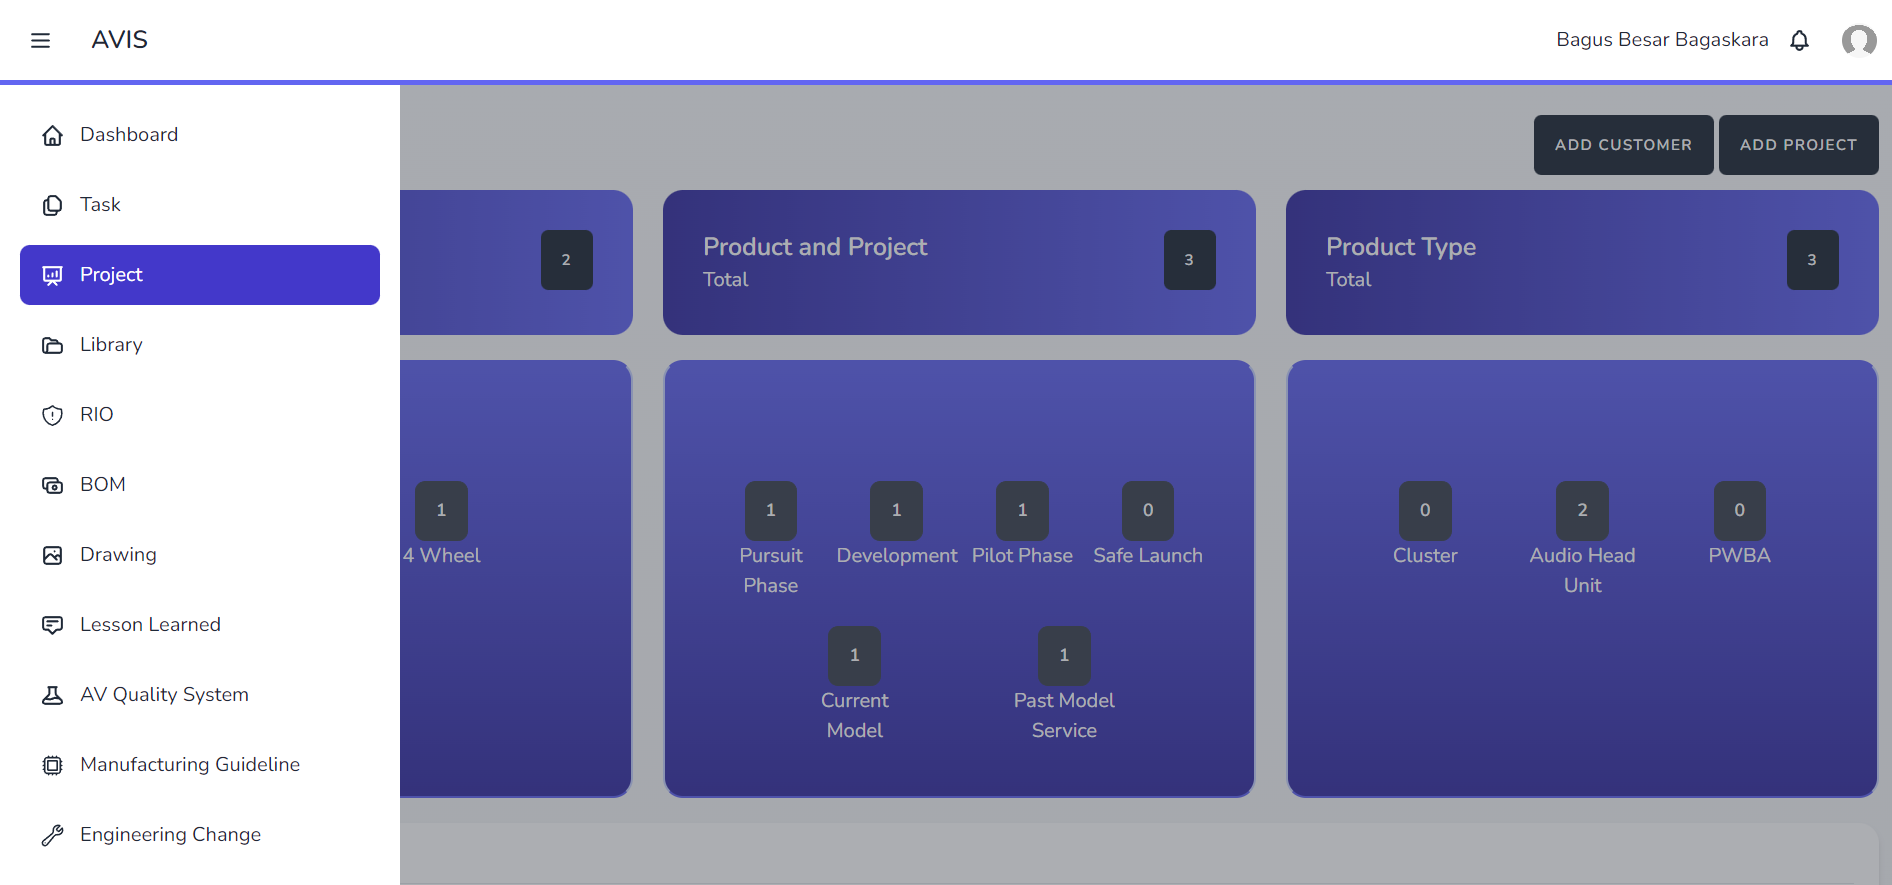 AVIS
Bagus Besar Bagaskara
Dashboard
Task
Project
Library
RIO
BOM
Drawing
Lesson Learned
AV Quality System
Manufacturing Guideline
Engineering Change
ADD CUSTOMER
ADD PROJECT
2
Product and Project
Total
3
Product Type
Total
3
1
4 Wheel
1
Pursuit
Phase
1
Development
1
Pilot Phase
0
Safe Launch
1
Current
Model
1
Past Model
Service
0
Cluster
2
Audio Head
Unit
0
PWBA